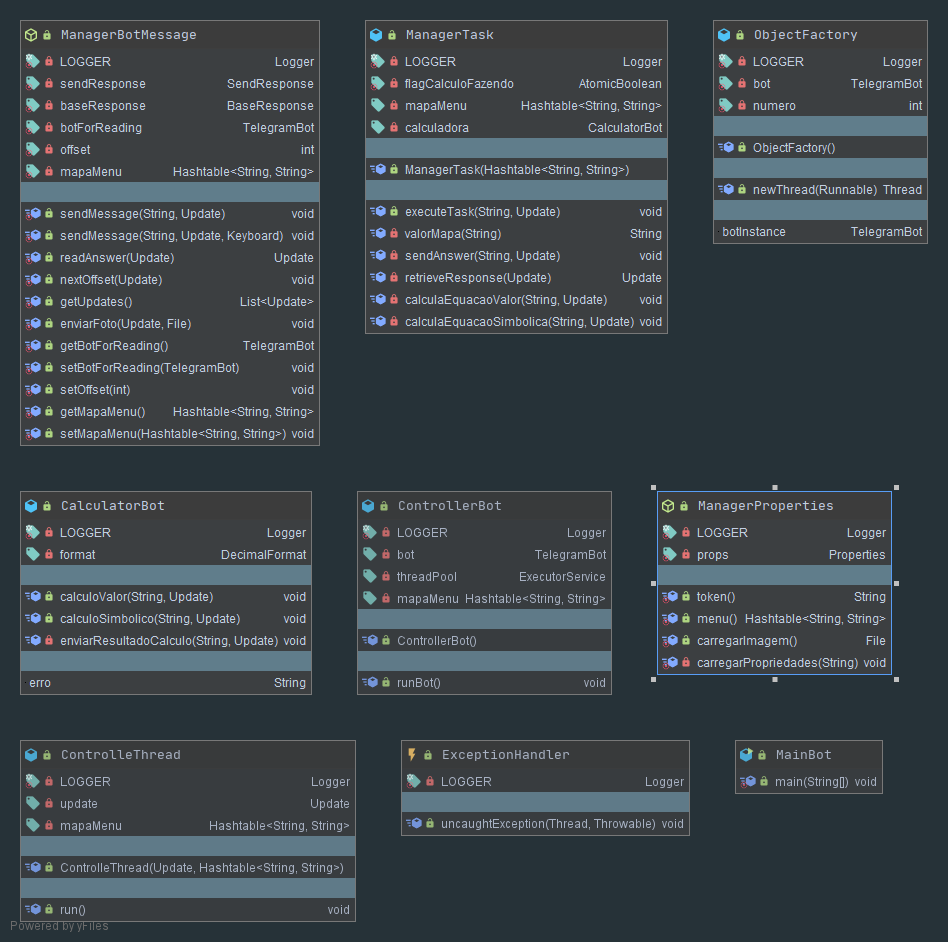 ManagerBotMessage
LOGGER Logger
sendResponse SendResponse
baseResponse BaseResponse
botForReading TelegramBot
offset int
mapaMenu Hashtable<String, String>
sendMessage(String, Update) void
sendMessage(String, Update, Keyboard) void
readAnswer(Update) Update
nextOffset(Update) void
getUpdates() List<Update>
enviarFoto(Update, File) void
getBotForReading() TelegramBot
setBotForReading(TelegramBot) void
setOffset(int) void
getMapaMenu() Hashtable<String, String>
setMapaMenu(Hashtable<String, String>) void
ManagerTask
LOGGER Logger
flagCalculoFazendo AtomicBoolean
mapaMenu Hashtable<String, String>
calculadora CalculatorBot
ManagerTask(Hashtable<String, String>)
executeTask(String, Update) void
valorMapa(String) String
sendAnswer(String, Update) void
retrieveResponse(Update) Update
calculaEquacaoValor(String, Update) void
calculaEquacaoSimbolica(String, Update) void
ObjectFactory
LOGGER Logger
bot TelegramBot
numero int
ObjectFactory()
newThread(Runnable) Thread
botInstance TelegramBot
CalculatorBot
LOGGER Logger
format DecimalFormat
calculoValor(String, Update) void
calculoSimbolico(String, Update) void
enviarResultadoCalculo(String, Update) void
erro String
ControllerBot
LOGGER Logger
bot TelegramBot
threadPool ExecutorService
mapaMenu Hashtable<String, String>
ControllerBot()
runBot() void
ManagerProperties
LOGGER Logger
props Properties
token() String
menu() Hashtable<String, String>
carregarImagem() File
carregarPropriedades(String) void
ControlleThread
LOGGER Logger
update Update
mapaMenu Hashtable<String, String>
ControlleThread(Update, Hashtable<String, String>)
run() void
ExceptionHandler
LOGGER Logger
uncaughtException(Thread, Throwable) void
MainBot
main(String[]) void
Powered by yFiles